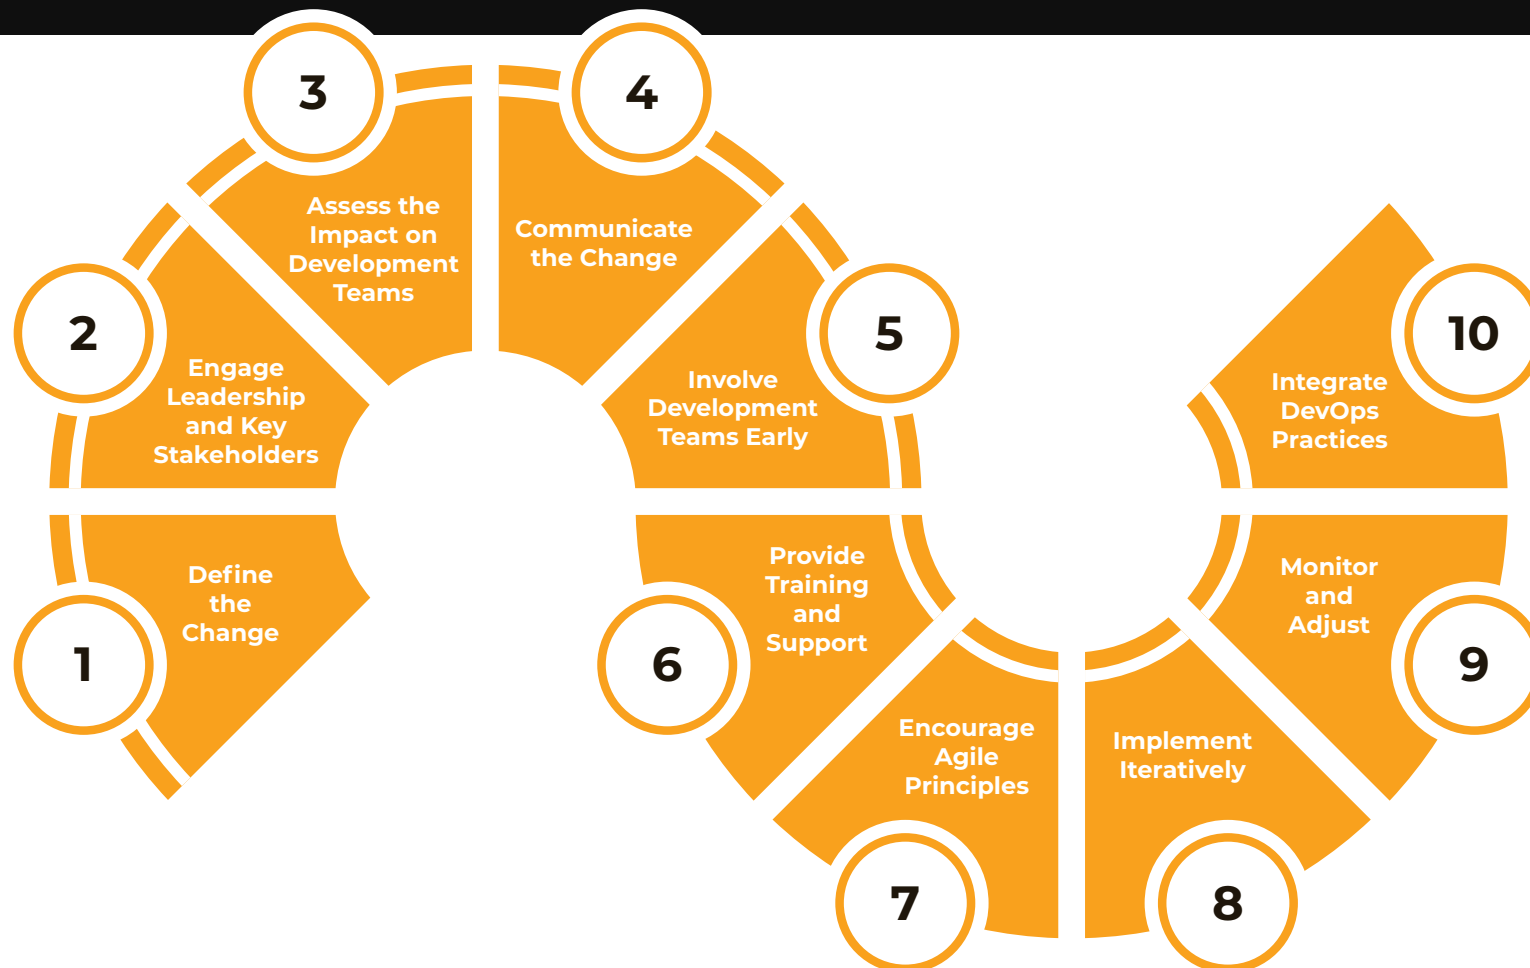 1
Define
the
Change
2
Engage
Leadership
and Key
Stakeholders
3
Assess the
Impact on
Development
Teams
4
Communicate
the Change
5
Involve
Development
Teams Early
6
Provide
Training
and
Support
7
Encourage
Agile
Principles
8
Implement
Iteratively
9
Monitor
and
Adjust
10
Integrate
DevOps
Practices